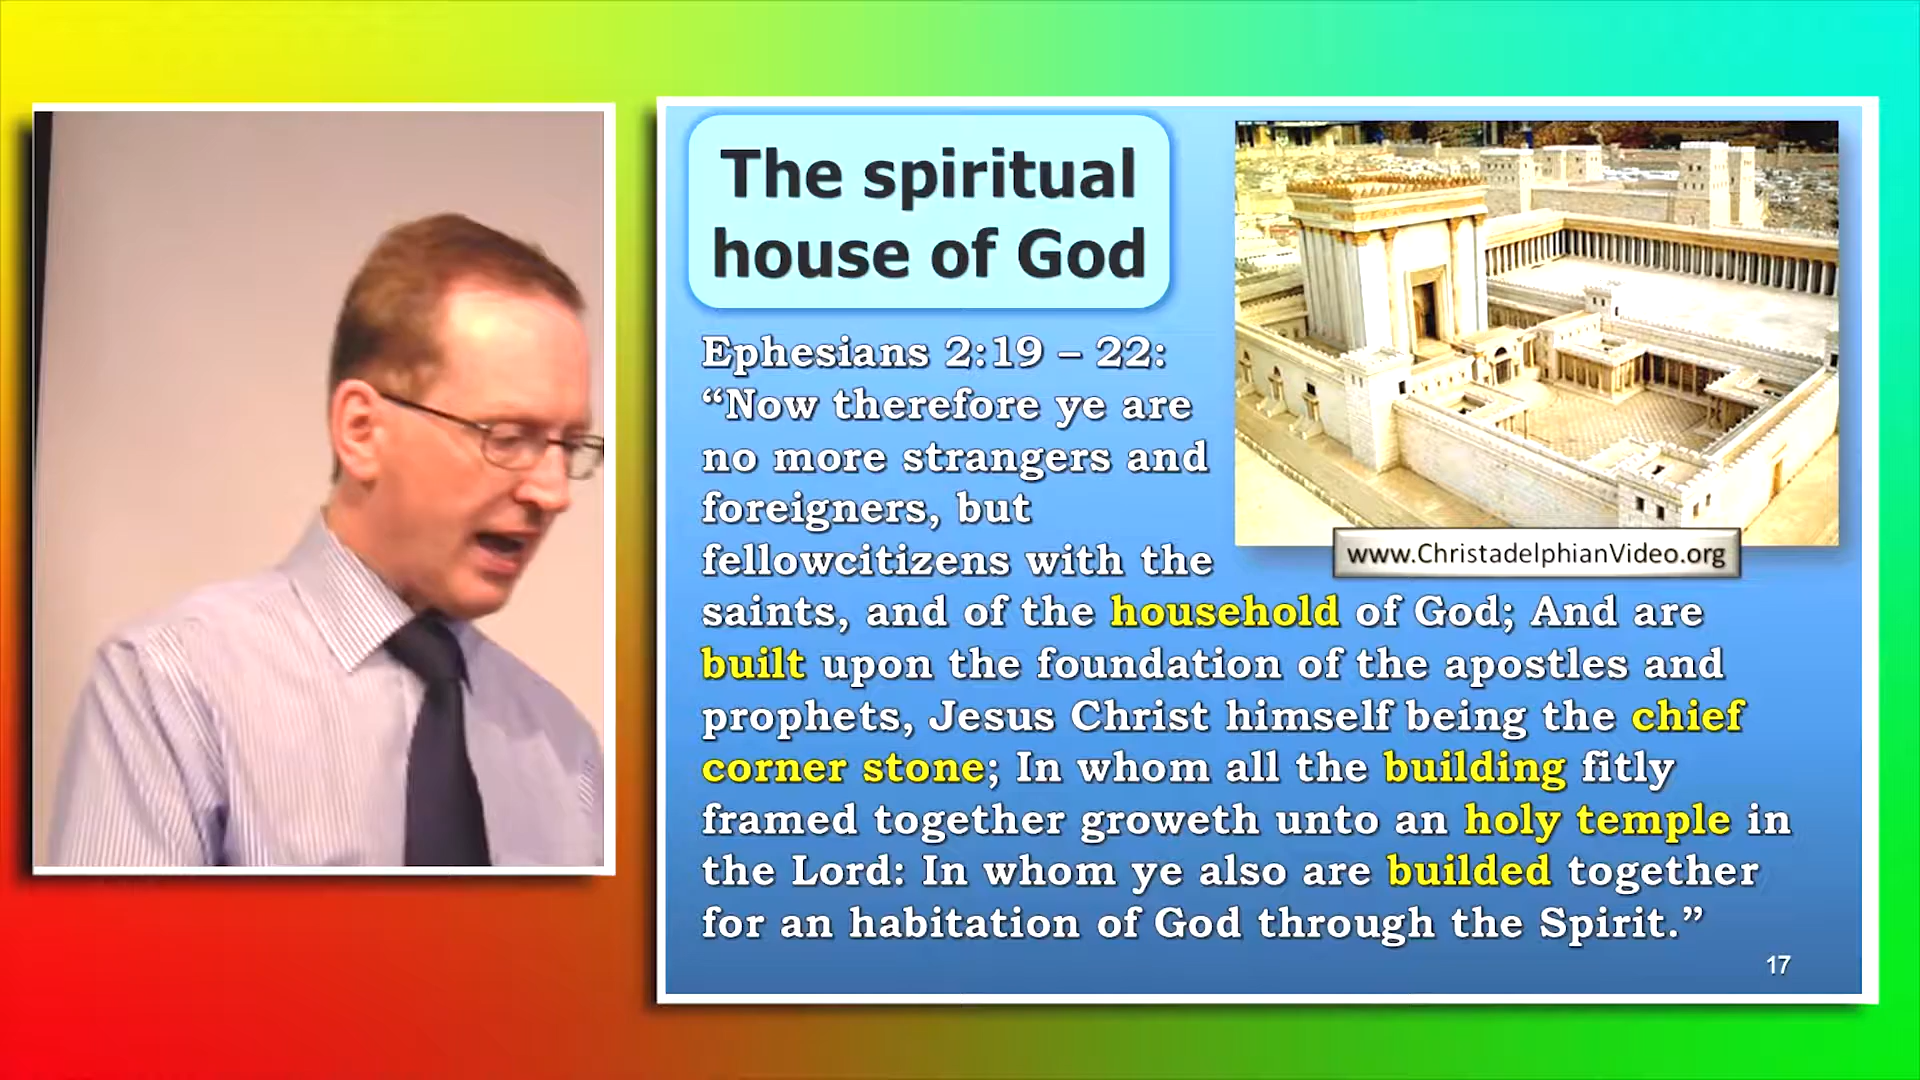 The spiritual
house of God
Ephesians 2:19 – 22:
“Now therefore ye are
no more strangers and
foreigners, but
fellowcitizens with the
saints, and of the household of God; And are
built upon the foundation of the apostles and
prophets, Jesus Christ himself being the chief
corner stone; In whom all the building fitly
framed together groweth unto an holy temple in
the Lord: In whom ye also are builded together
for an habitation of God through the Spirit.”
www.ChristadelphianVideo.org
17